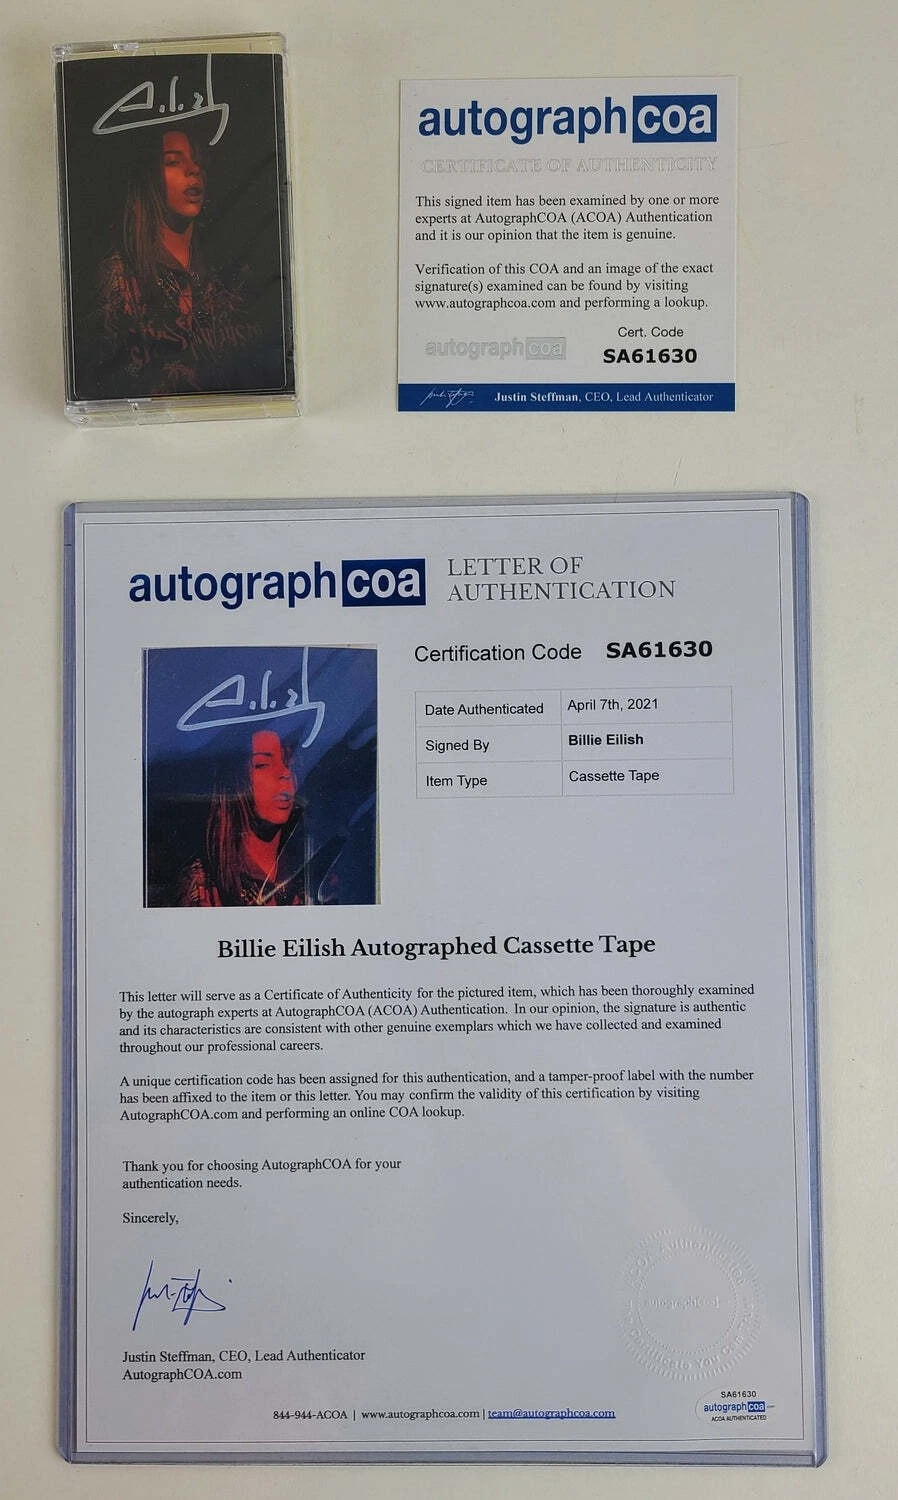 autographcoa
CERTIFICATE OF AUTHENTICITY
This signed item has been examined by one or more
experts at AutographCOA (ACOA) Authentication
and it is our opinion that the item is genuine.
Verification of this COA and an image of the exact
signature(s) examined can be found by visiting
www.autographcoa.com and performing a lookup.
Cert. Code
autographcoa SA61630
Justin Steffman, CEO, Lead Authenticator
autographcoa LETTER OF
AUTHENTICATION
Certification Code SA61630
Date Authenticated April 7th, 2021
Signed By Billie Eilish
Item Type Cassette Tape
Billie Eilish Autographed Cassette Tape
This letter will serve as a Certificate of Authenticity for the pictured item, which has been thoroughly examined
by the autograph experts at AutographCOA (ACOA) Authentication. In our opinion, the signature is authentic
and its characteristics are consistent with other genuine exemplars which we have collected and examined
throughout our professional careers.
A unique certification code has been assigned for this authentication, and a tamper-proof label with the number
has been affixed to the item or this letter. You may confirm the validity of this certification by visiting
AutographCOA.com and performing an online COA lookup.
Thank you for choosing AutographCOA for your
authentication needs.
Sincerely,
Justin Steffman, CEO, Lead Authenticator
AutographCOA.com
844-944-ACOA | www.autographcoa.com | team@autographcoa.com
SA61630
autographcoa
ACOA AUTHENTICATED